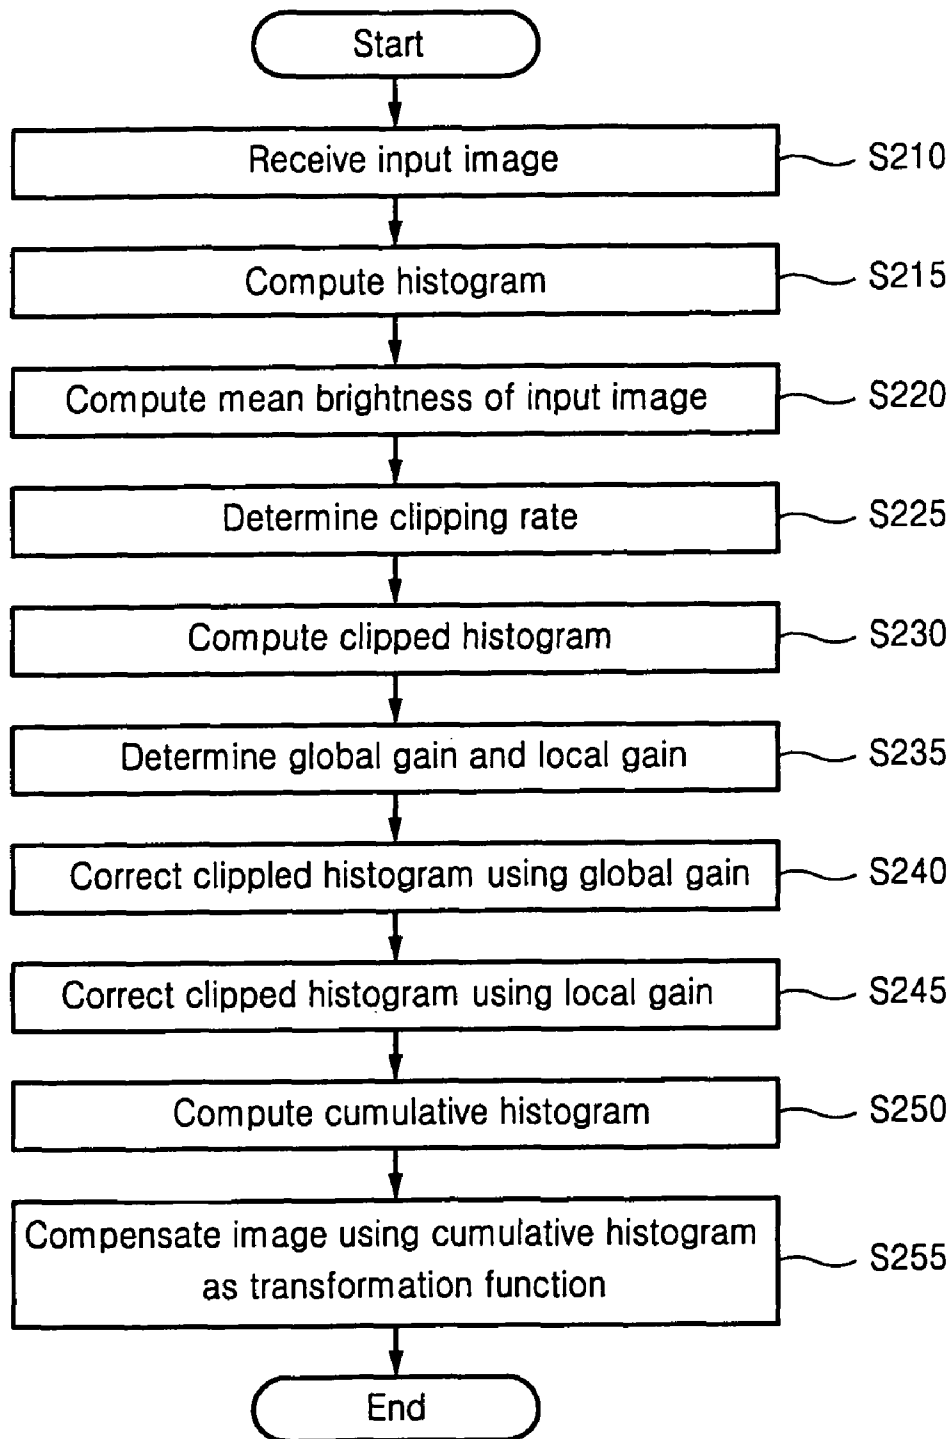 Start
Receive input image
S210
Compute histogram
S215
Compute mean brightness of input image
S220
Determine clipping rate
S225
Compute clipped histogram
S230
Determine global gain and local gain
S235
Correct clippled histogram using global gain
S240
Correct clipped histogram using local gain
S245
Compute cumulative histogram
S250
Compensate image using cumulative histogram
as transformation function
S255
End